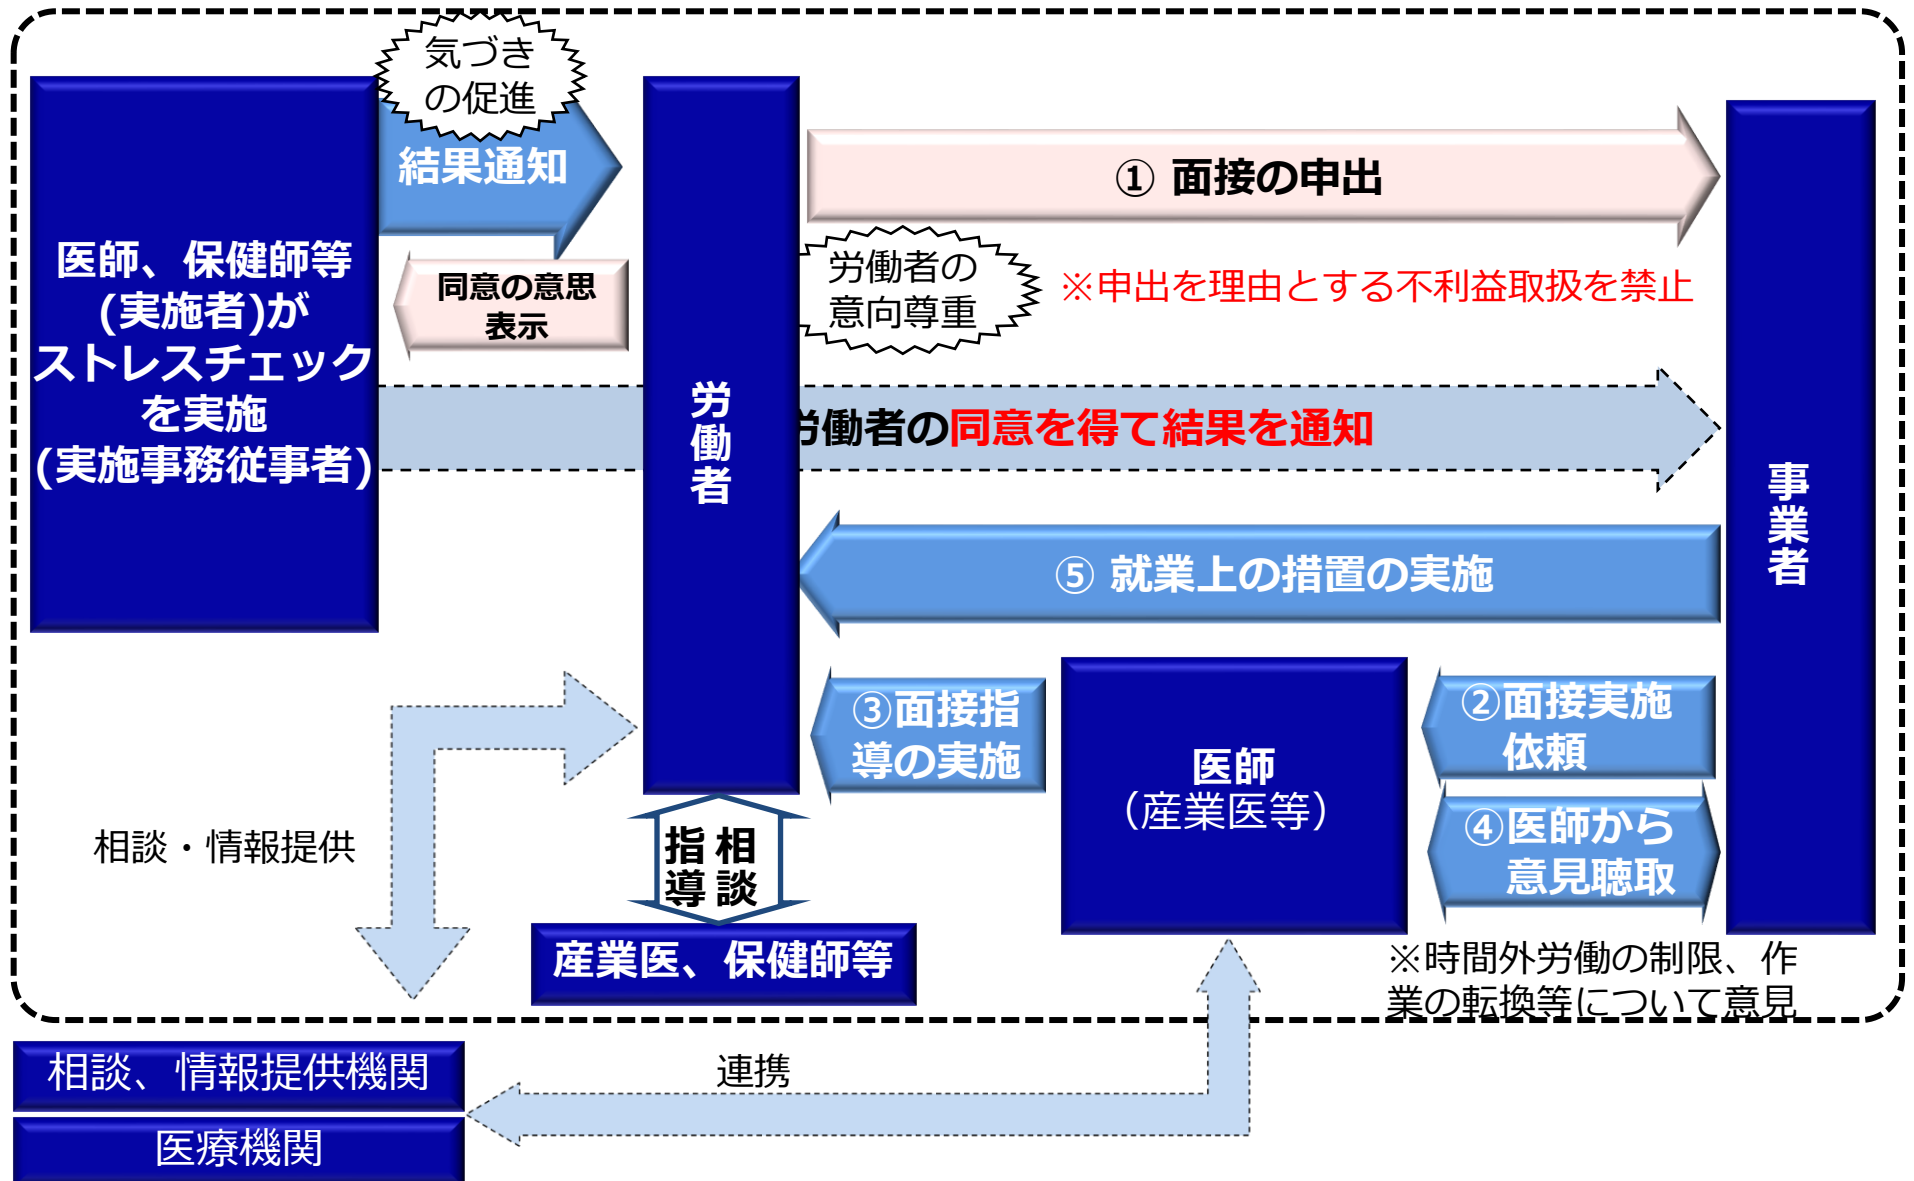 気づき
の促進
結果通知
医師、保健師等
(実施者)が
ストレスチェック
を実施
(実施事務従事者)
同意の意思
表示
労働者
① 面接の申出
労働者の
意向尊重
※申出を理由とする不利益取扱を禁止
労働者の同意を得て結果を通知
事業者
⑤ 就業上の措置の実施
③面接指
導の実施
医師
（産業医等）
②面接実施
依頼
④医師から
意見聴取
※時間外労働の制限、作
業の転換等について意見
相談・情報提供
相談
指導
産業医、保健師等
相談、情報提供機関
医療機関
連携